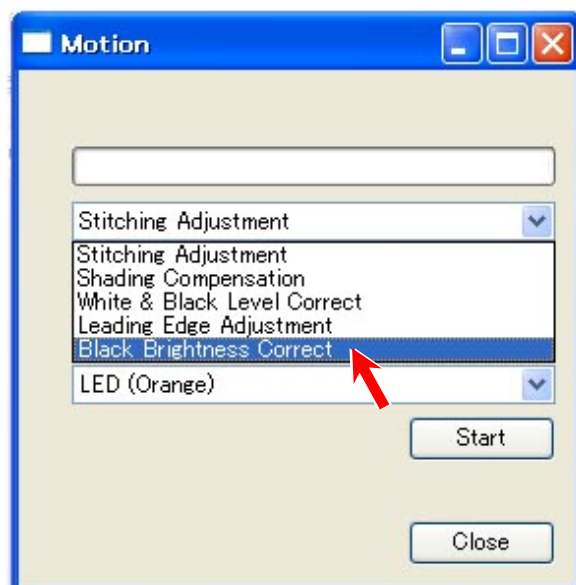 Motion
Stitching Adjustment
Stitching Adjustment
Shading Compensation
White & Black Level Correct
Leading Edge Adjustment
Black Brightness Correct
LED (Orange)
Start
Close